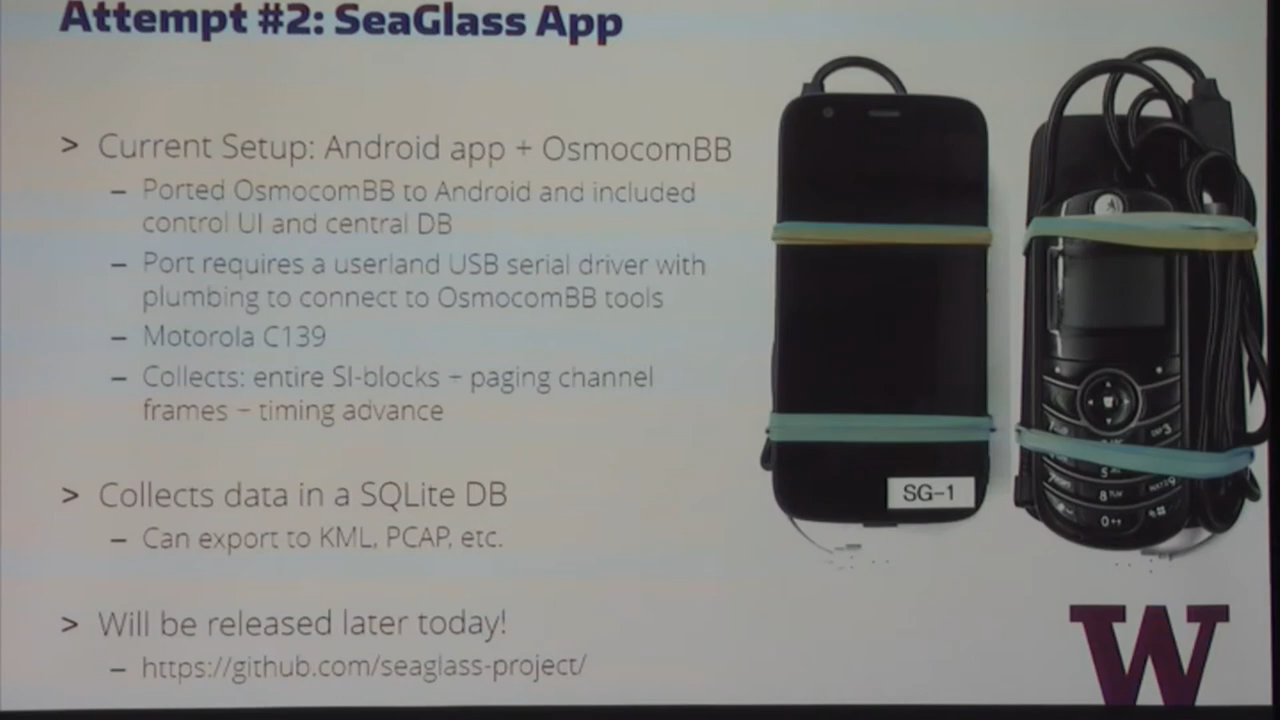 Attempt #2: SeaGlass App
> Current Setup: Android app + OsmocomBB
– Ported OsmocomBB to Android and included
control UI and central DB
– Port requires a userland USB serial driver with
plumbing to connect to OsmocomBB tools
– Motorola C139
– Collects: entire SI-blocks – paging channel
frames – timing advance
> Collects data in a SQLite DB
– Can export to KML, PCAP, etc.
> Will be released later today!
– https://github.com/seaglass-project/
SG-1
W